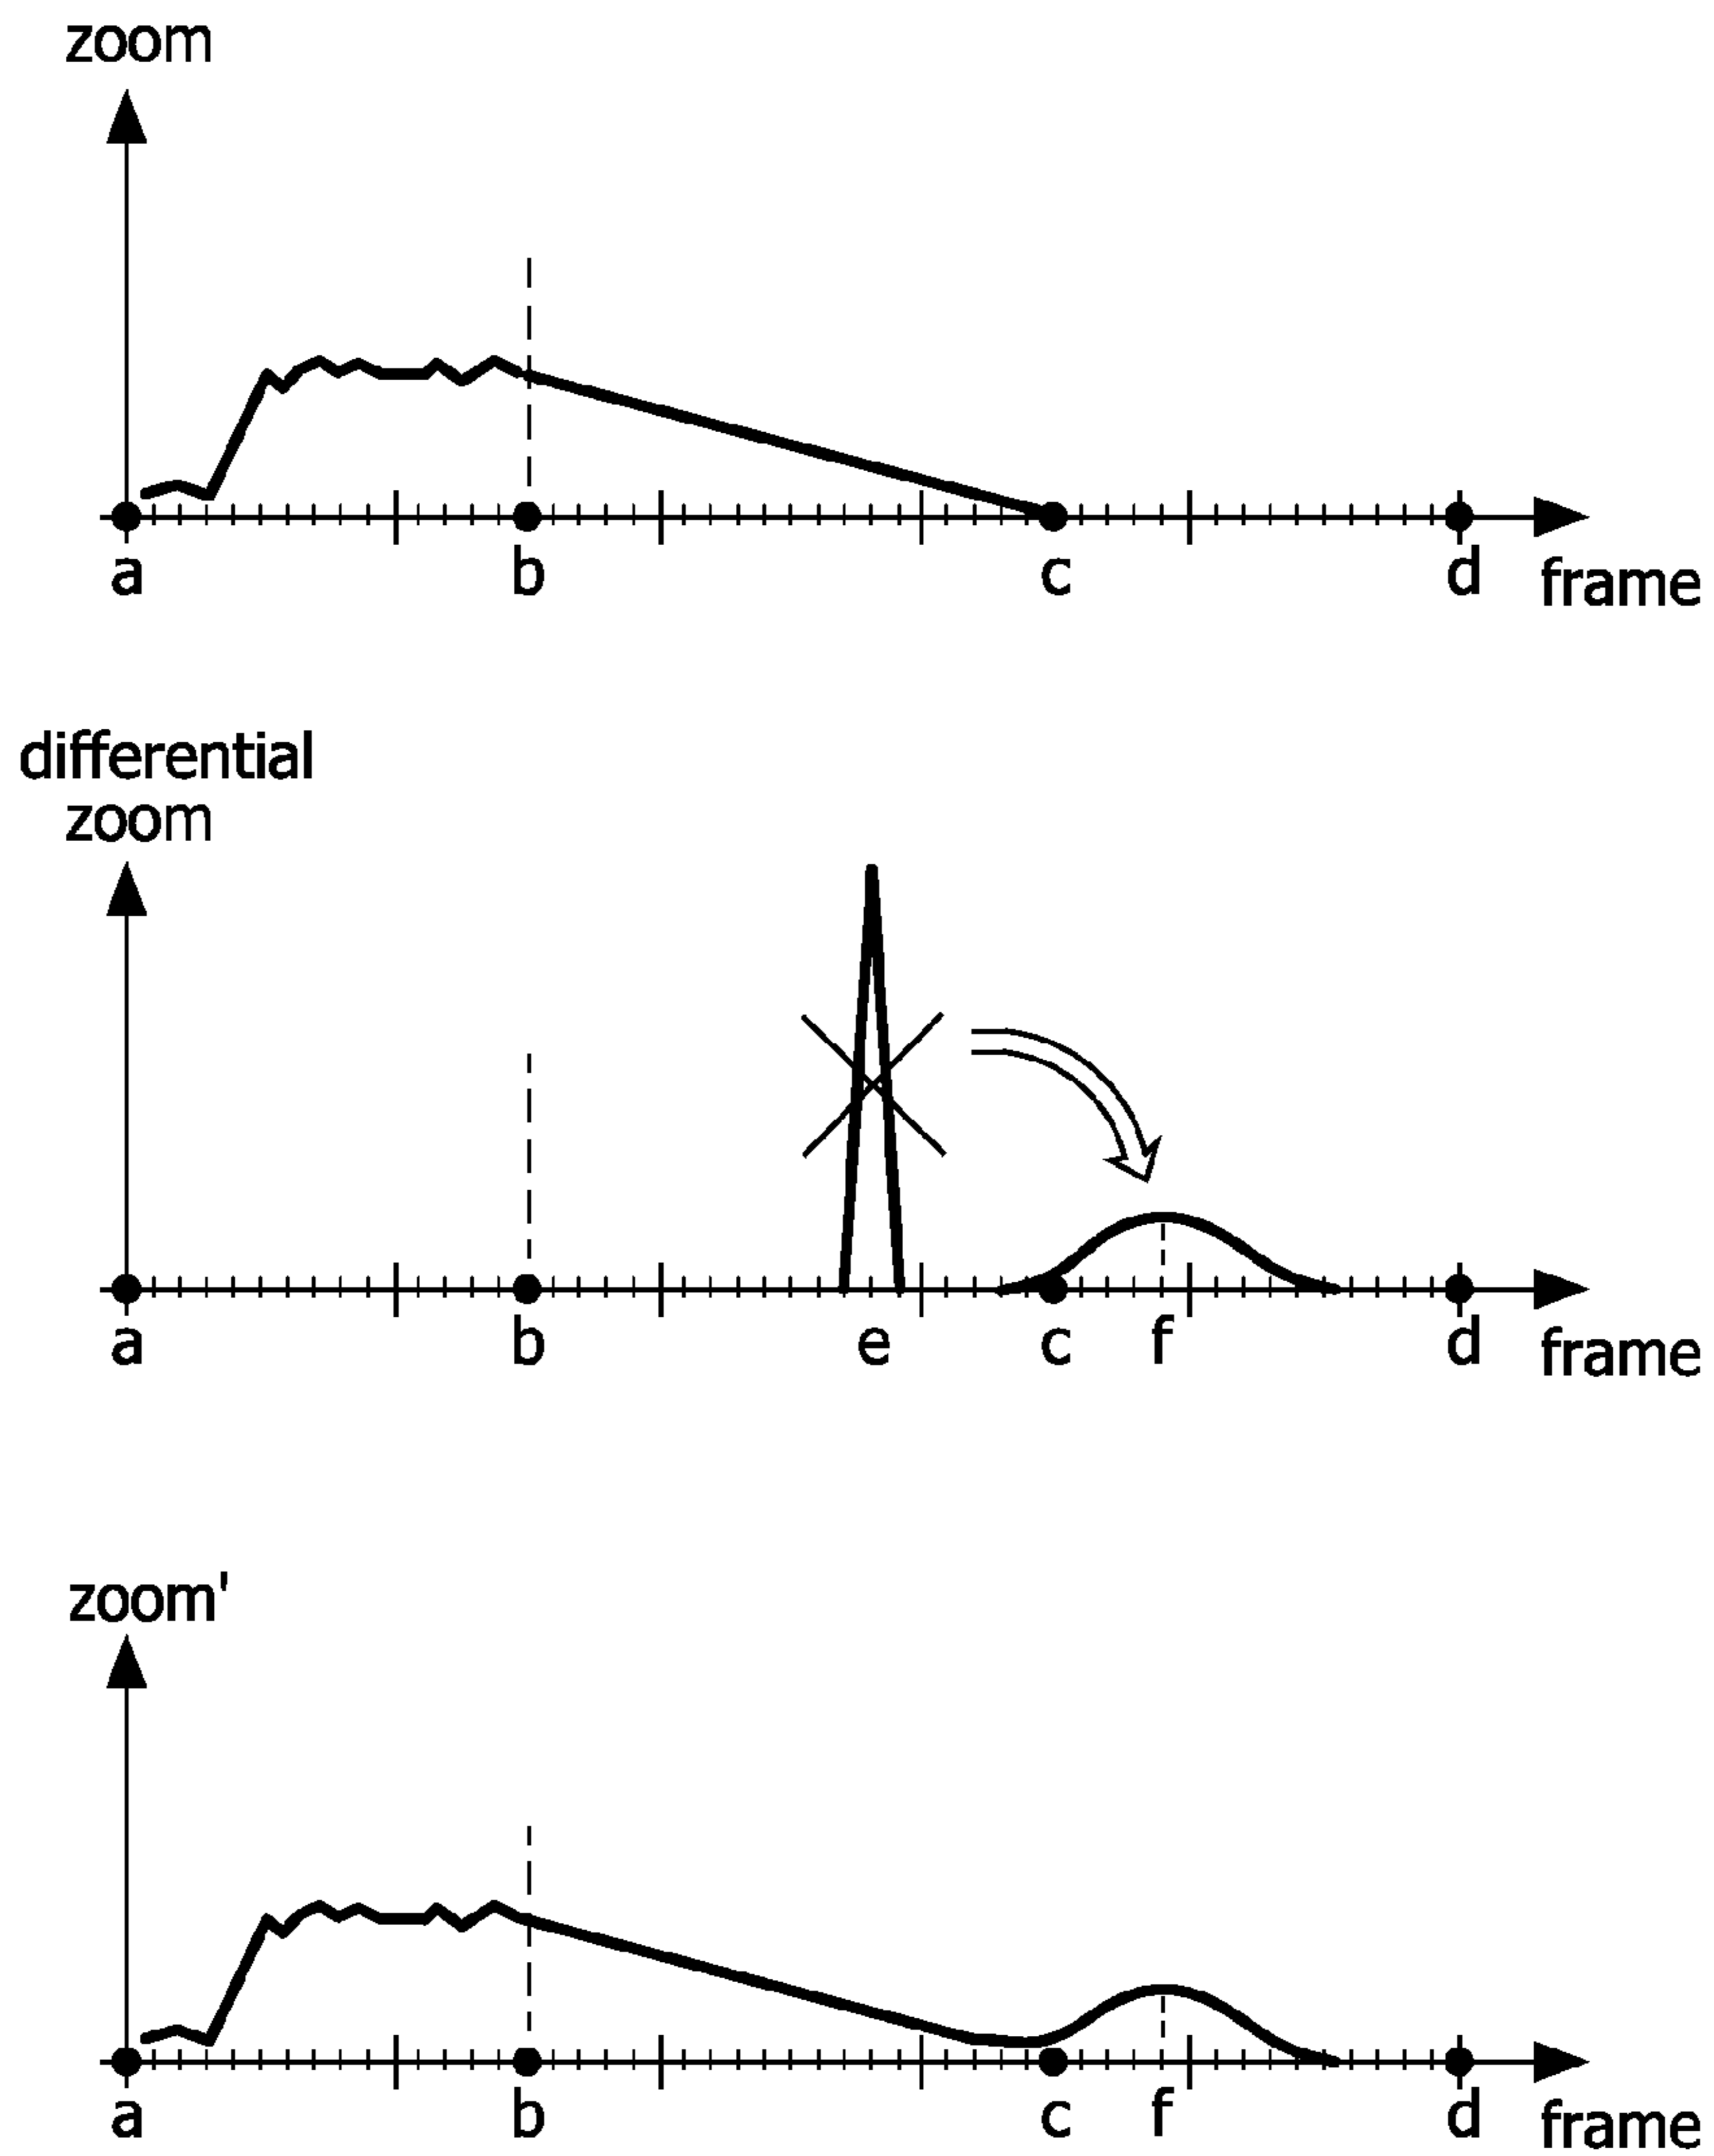 zoom
a b c d frame
differential
zoom
a b e c f d frame
zoom'
a b c f d frame